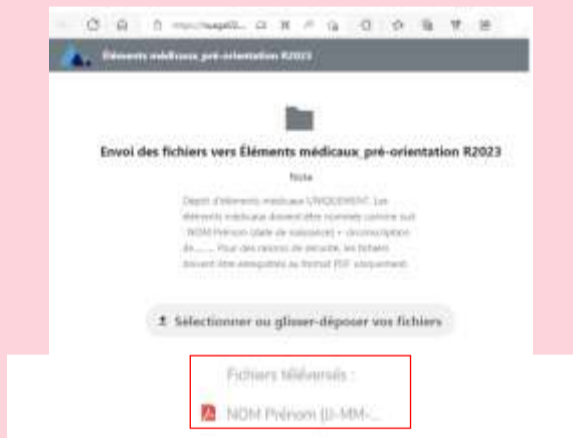 Éléments médicaux_pré-orientation R2023
Envoi des fichiers vers Éléments médicaux_pré-orientation R2023
Note
Dépôt d'éléments médicaux UNIQUEMENT. Les
éléments médicaux doivent être nommés comme suit
: NOM Prénom (date de naissance) + circonscription
de........ Pour des raisons de sécurité, les fichiers
doivent être enregistrés au format PDF uniquement.
Sélectionner ou glisser-déposer vos fichiers
Fichiers téléversés :
NOM Prénom (JJ-MM-...